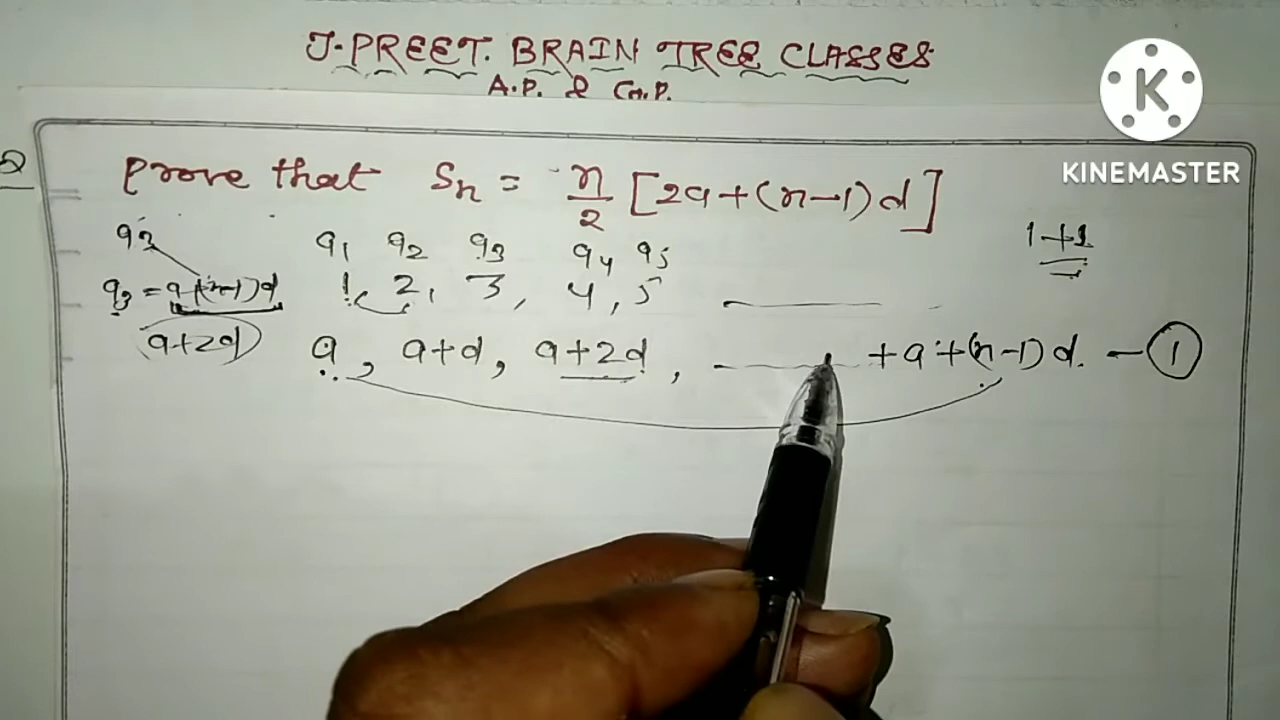 J-PREET. BRAIN TREE CLASSES
A.P. & G.P.
K
KINEMASTER
Q
Prove that Sn = n/2 [2a+(n-1)d]
a3
a1 a2 a3 a4 a5
1+1
a3 = a+(n-1)d
1, 2, 3, 4, 5
(a+2d)
a, a+d, a+2d, +a+(n-1)d. - 1